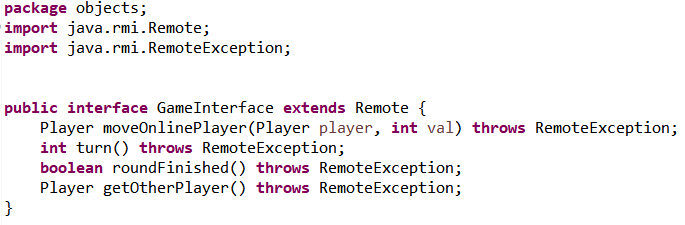 package objects;
import java.rmi.Remote;
import java.rmi.RemoteException;
public interface GameInterface extends Remote {
    Player moveOnlinePlayer(Player player, int val) throws RemoteException;
    int turn() throws RemoteException;
    boolean roundFinished() throws RemoteException;
    Player getOtherPlayer() throws RemoteException;
}